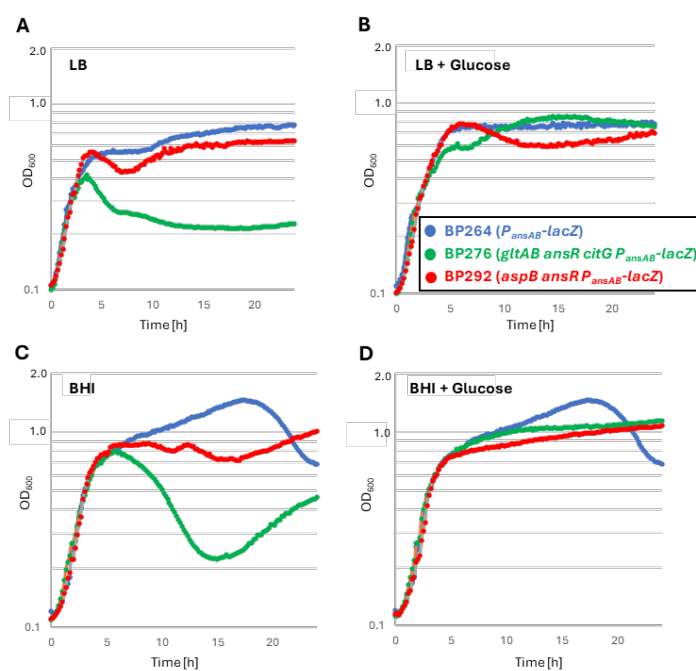 A
LB
2.0
1.0
0.1
OD600
0 5 10 15 20
Time [h]
B
LB + Glucose
2.0
1.0
0.1
OD600
0 5 10 15 20
Time [h]
BP264 (PansAB-lacZ)
BP276 (gltAB ansR citG PansAB-lacZ)
BP292 (aspB ansR PansAB-lacZ)
C
BHI
2.0
1.0
0.1
OD600
0 5 10 15 20
Time [h]
D
BHI + Glucose
2.0
1.0
0.1
OD600
0 5 10 15 20
Time [h]